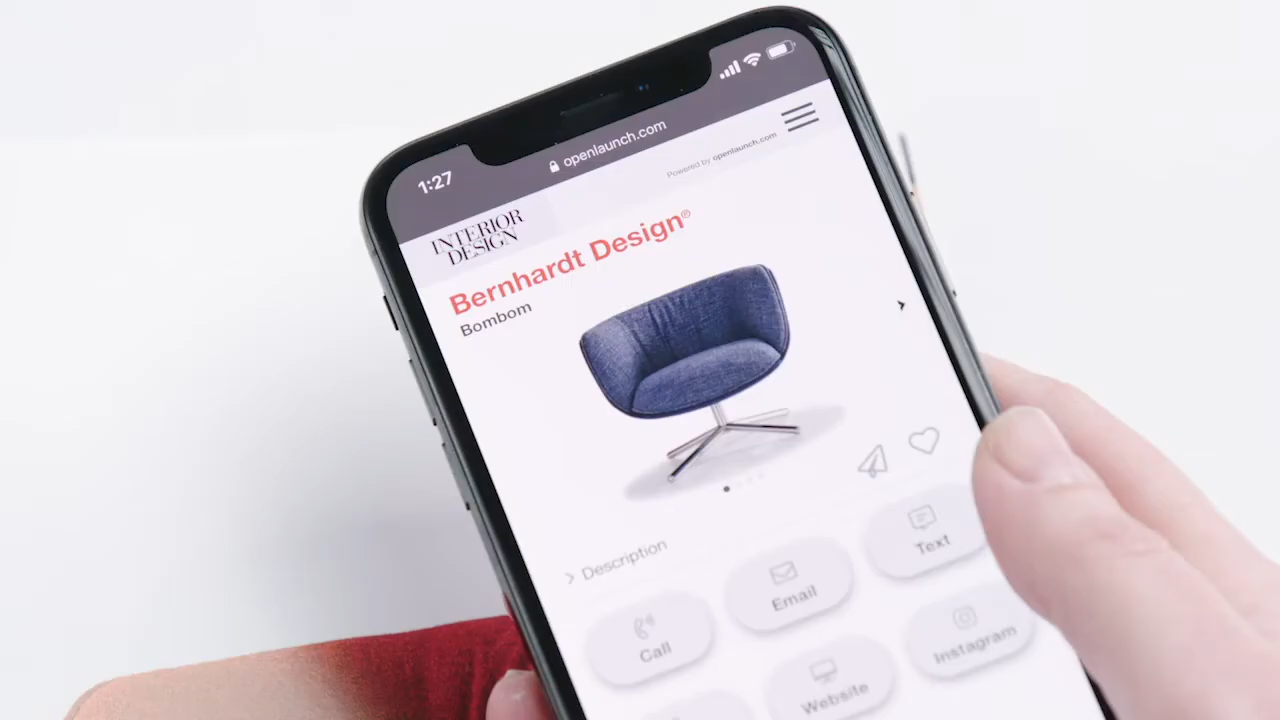 1:27
openlaunch.com
Powered by openlaunch.com
INTERIOR
DESIGN
Bernhardt Design®
Bombom
Description
Call
Email
Text
Website
Instagram